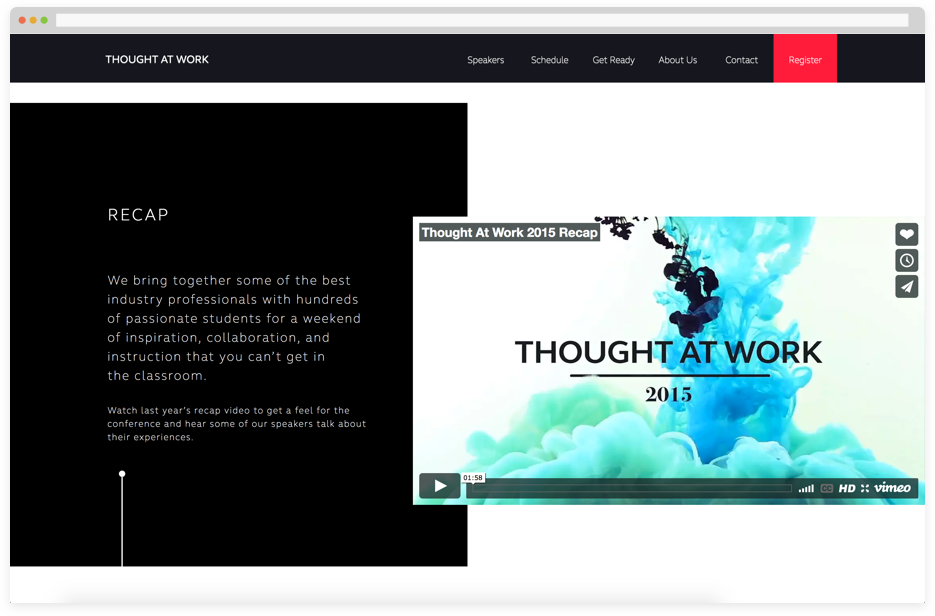 THOUGHT AT WORK
Speakers
Schedule
Get Ready
About Us
Contact
Register
RECAP
We bring together some of the best
industry professionals with hundreds
of passionate students for a weekend
of inspiration, collaboration, and
instruction that you can’t get in
the classroom.
Watch last year’s recap video to get a feel for the
conference and hear some of our speakers talk about
their experiences.
Thought At Work 2015 Recap
THOUGHT AT WORK
2015
01:58
CC
HD
vimeo